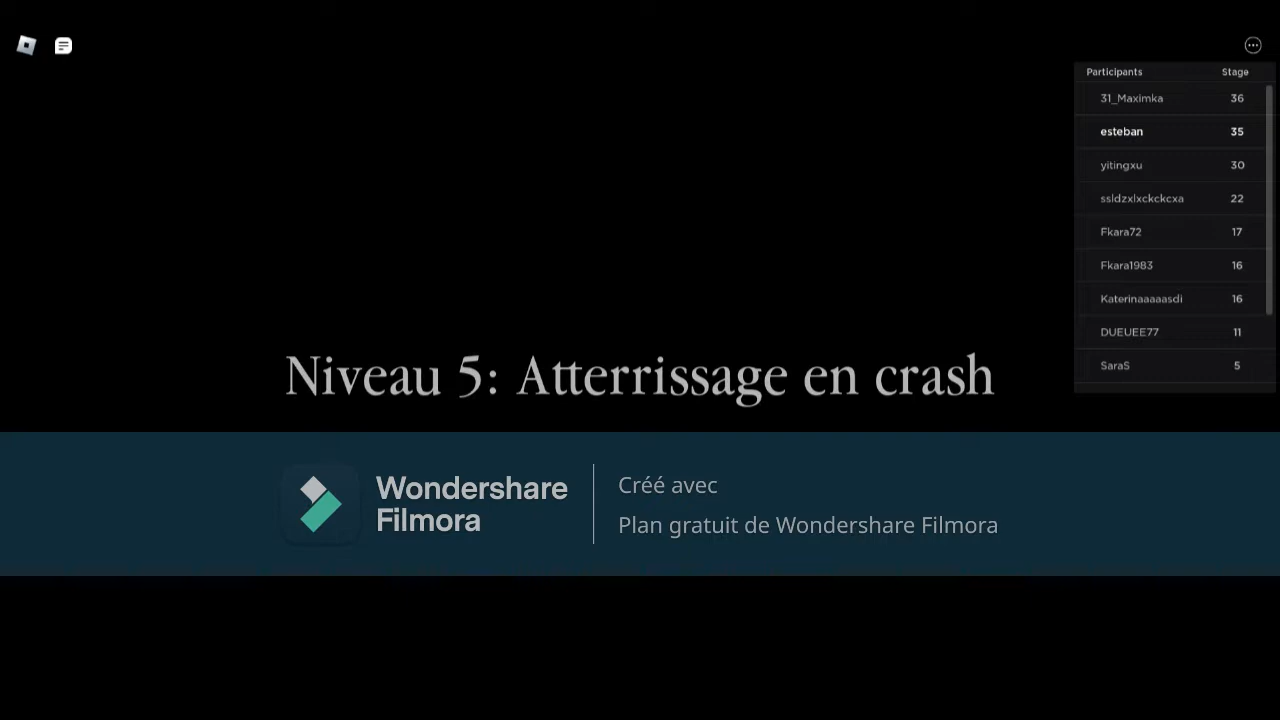 Participants Stage
31_Maximka 36
esteban 35
yitingxu 30
ssldzxlxckckcxa 22
Fkara72 17
Fkara1983 16
Katerinaaaaasdi 16
DUEUEE77 11
SaraS 5
Niveau 5: Atterrissage en crash
Wondershare
Filmora
Créé avec
Plan gratuit de Wondershare Filmora